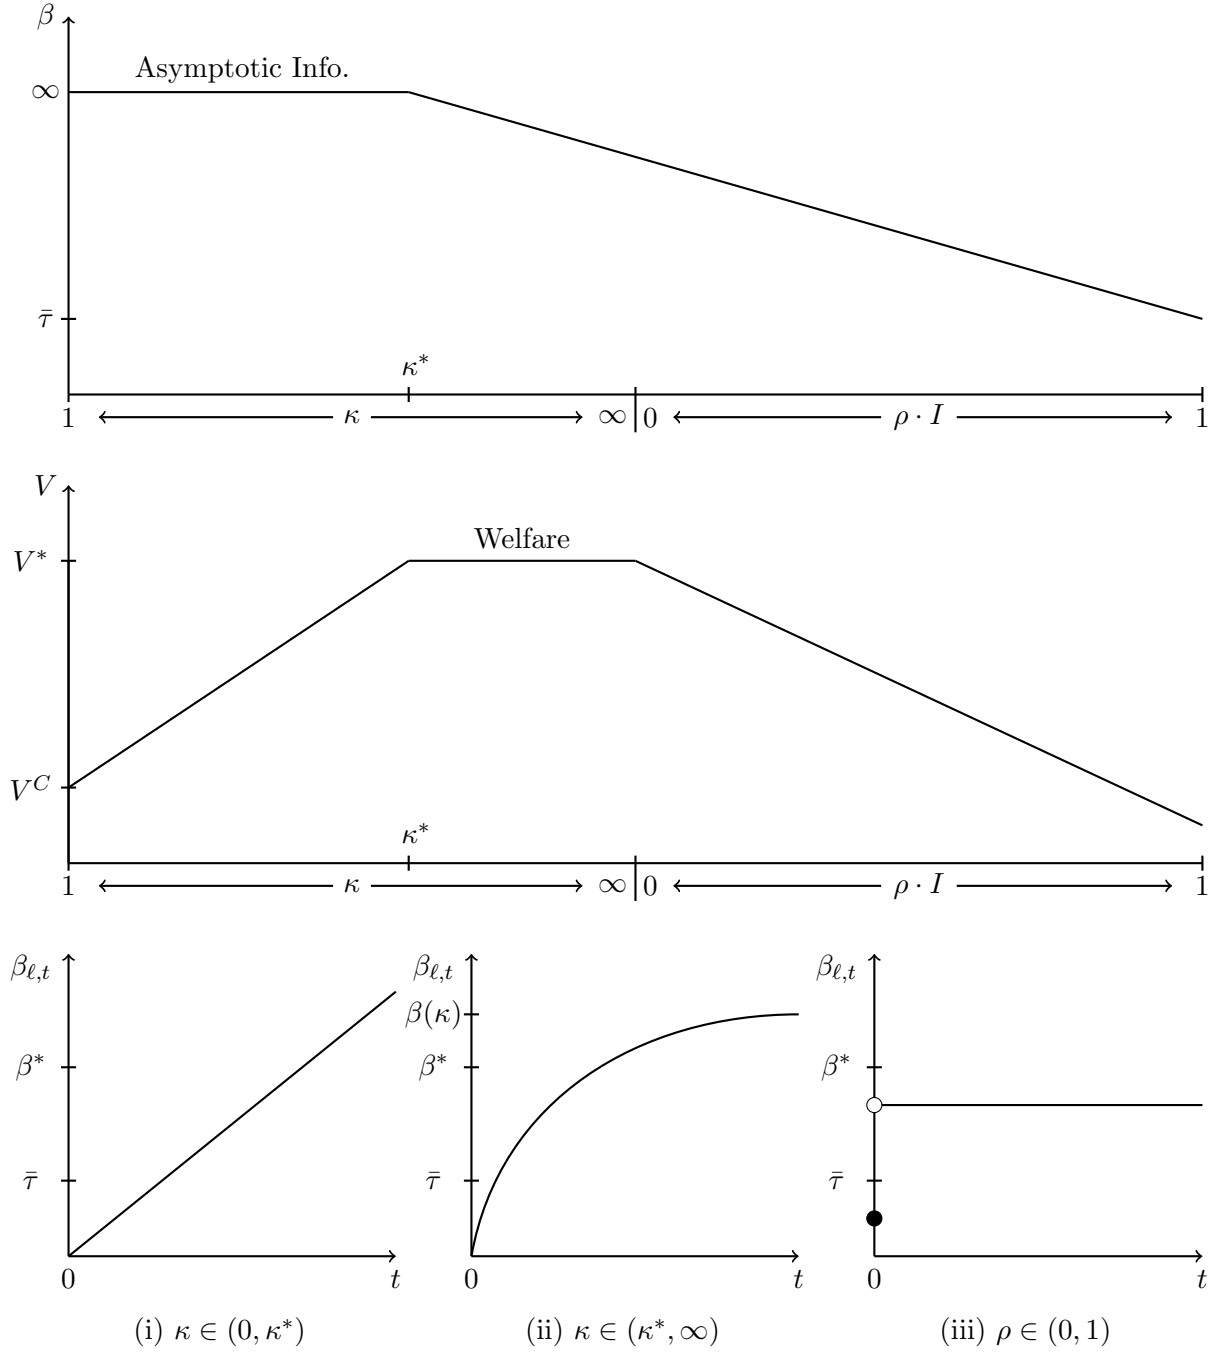 β
Asymptotic Info.
∞
τ̄
κ*
1 κ ∞ 0 ρ · I 1
V
Welfare
V*
V^C
κ*
1 κ ∞ 0 ρ · I 1
β_{ℓ,t} β_{ℓ,t} β_{ℓ,t}
β(κ)
β* β* β*
τ̄ τ̄ τ̄
0 t 0 t 0 t
(i) κ ∈ (0, κ*) (ii) κ ∈ (κ*, ∞) (iii) ρ ∈ (0, 1)